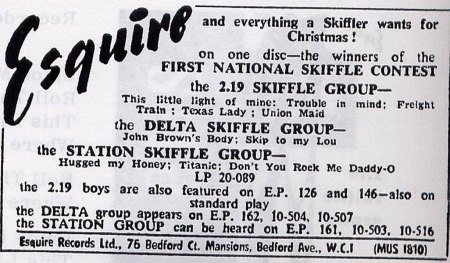 Esquire
and everything a Skiffler wants for
Christmas !
on one disc—the winners of the
FIRST NATIONAL SKIFFLE CONTEST
the 2.19 SKIFFLE GROUP—
This little light of mine: Trouble in mind; Freight
Train ; Texas Lady ; Union Maid
the DELTA SKIFFLE GROUP—
John Brown's Body; Skip to my Lou
the STATION SKIFFLE GROUP—
Hugged my Honey; Titanic; Don't You Rock Me Daddy-O
LP 20-089
the 2.19 boys are also featured on E.P. 126 and 146—also on
standard play
the DELTA group appears on E.P. 162, 10-504, 10-507
the STATION GROUP can be heard on E.P. 161, 10-503, 10-516
Esquire Records Ltd., 76 Bedford Ct. Mansions, Bedford Ave., W.C.I (MUS 1810)